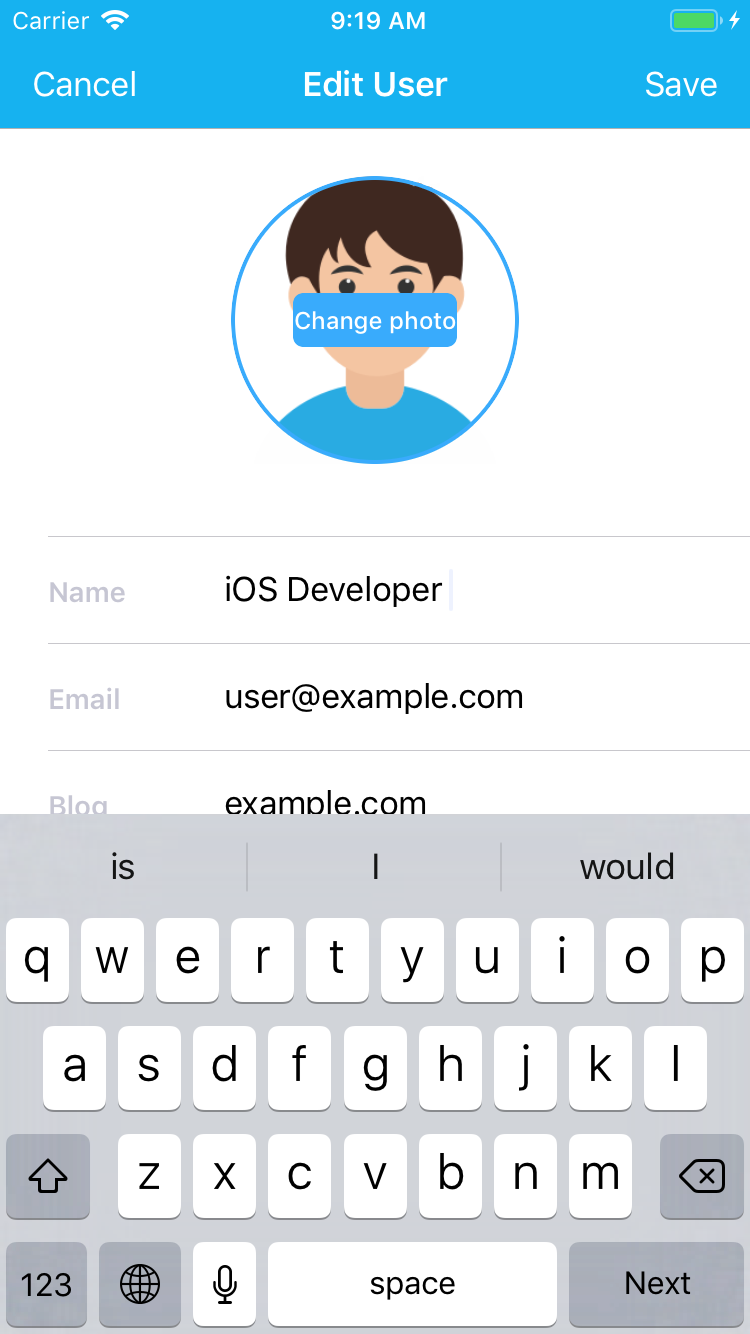 Carrier 9:19 AM
Cancel Edit User Save
Change photo
Name iOS Developer
Email user@example.com
Blog example.com
is I would
q w e r t y u i o p
a s d f g h j k l
z x c v b n m
123 space Next